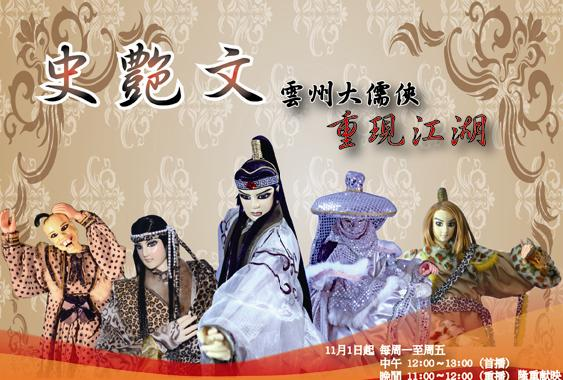 史艷文
雲州大儒俠
重現江湖
11月1日起 每周一至周五
中午 12:00~13:00 (首播)
晚間 11:00~12:00 (重播) 隆重獻映